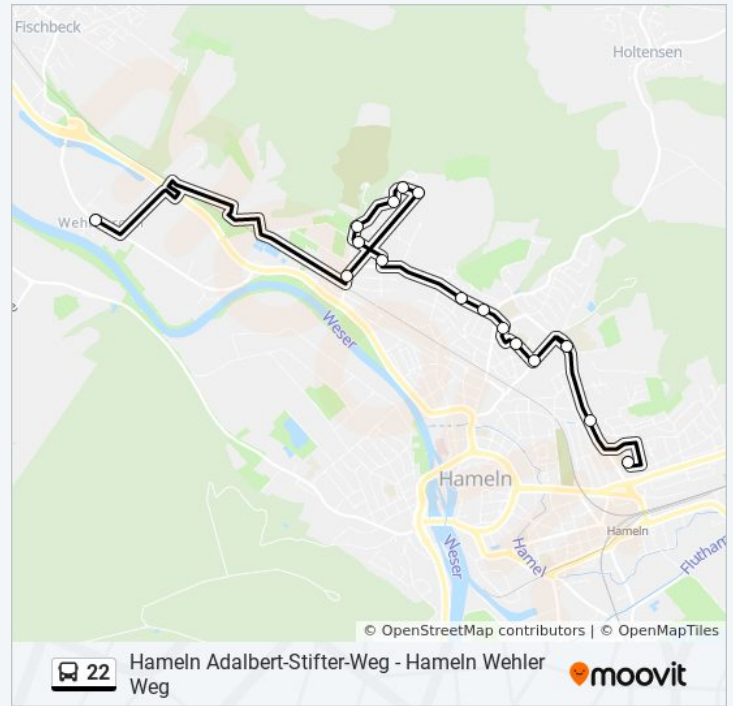 Fischbeck
Holtensen
Weser
Hameln
Weser
Hamel
Hameln
© OpenStreetMap contributors | © OpenMapTiles
22
Hameln Adalbert-Stifter-Weg - Hameln Wehler
Weg
moovit